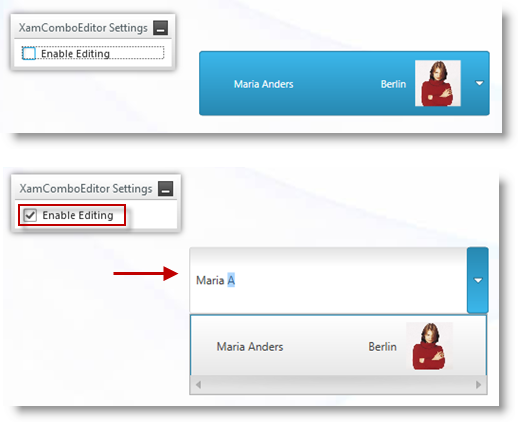 XamComboEditor Settings
Enable Editing
Maria Anders Berlin
XamComboEditor Settings
Enable Editing
Maria A
Maria Anders Berlin